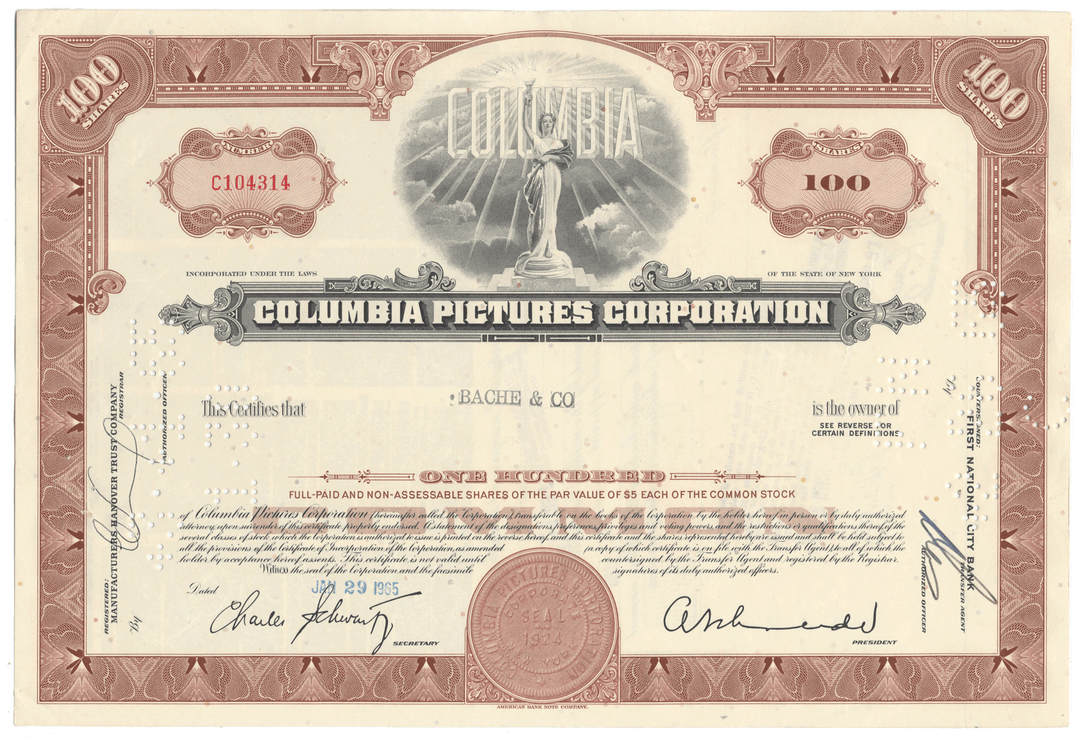 100
SHARES
100
SHARES
COLUMBIA
NUMBER
C104314
SHARES
100
INCORPORATED UNDER THE LAWS
OF THE STATE OF NEW YORK
COLUMBIA PICTURES CORPORATION
This Certifies that
BACHE & CO
is the owner of
SEE REVERSE FOR
CERTAIN DEFINITIONS
ONE HUNDRED
FULL-PAID AND NON-ASSESSABLE SHARES OF THE PAR VALUE OF $5 EACH OF THE COMMON STOCK
of Columbia Pictures Corporation (hereinafter called the Corporation), transferable on the books of the Corporation by the holder hereof in person or by duly authorized
attorney upon surrender of this certificate properly endorsed. A statement of the designations, preferences, privileges and voting powers and the restrictions or qualifications thereof of the
several classes of stock which the Corporation is authorized to issue is printed on the reverse hereof, and this certificate and the shares represented hereby are issued and shall be held subject to
all the provisions of the Certificate of Incorporation of the Corporation, as amended (a copy of which certificate is on file with the Transfer Agent), to all of which the
holder by acceptance hereof assents. This certificate is not valid until countersigned by the Transfer Agent and registered by the Registrar.
Witness the seal of the Corporation and the facsimile signatures of its duly authorized officers.
Dated
JAN 29 1965
Charles Schwartz
SECRETARY
PRESIDENT
SEAL
AMERICAN BANK NOTE COMPANY.
REGISTERED:
MANUFACTURERS HANOVER TRUST COMPANY
REGISTRAR
By
AUTHORIZED OFFICER
COUNTERSIGNED:
FIRST NATIONAL CITY BANK
TRANSFER AGENT
By
AUTHORIZED OFFICER